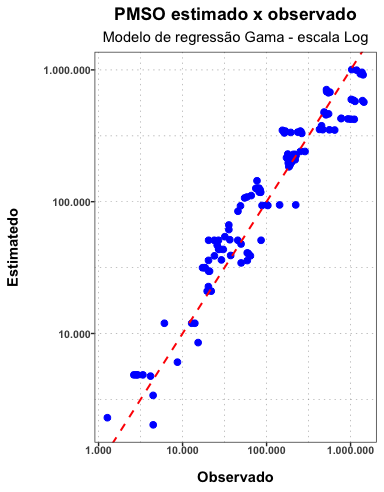 PMSO estimado x observado
Modelo de regressão Gama - escala Log
1.000.000
100.000
10.000
Estimatedo
1.000
10.000
100.000
1.000.000
Observado